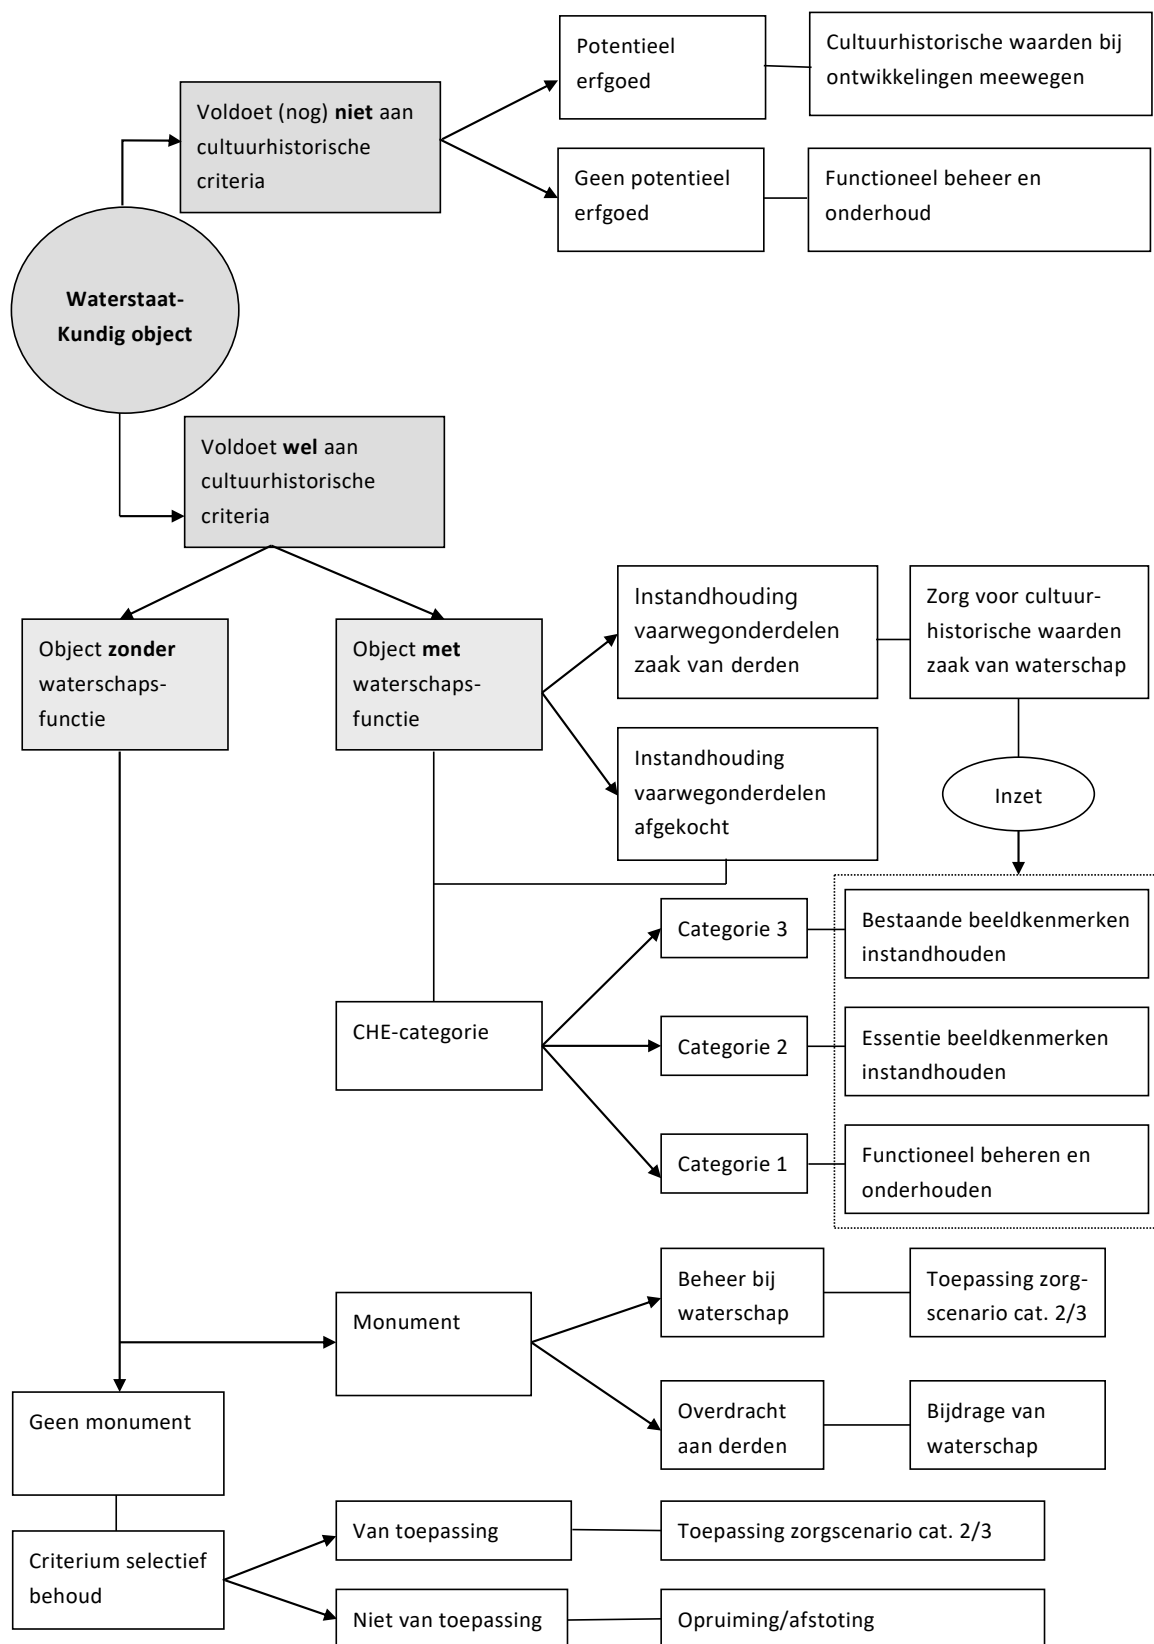 Potentieel
erfgoed
Cultuurhistorische waarden bij
ontwikkelingen meewegen
Voldoet (nog) niet aan
cultuurhistorische
criteria
Geen potentieel
erfgoed
Functioneel beheer en
onderhoud
Waterstaat-
Kundig object
Voldoet wel aan
cultuurhistorische
criteria
Object zonder
waterschaps-
functie
Object met
waterschaps-
functie
Instandhouding
vaarwegonderdelen
zaak van derden
Zorg voor cultuur-
historische waarden
zaak van waterschap
Instandhouding
vaarwegonderdelen
afgekocht
Inzet
Categorie 3
Bestaande beeldkenmerken
instandhouden
CHE-categorie
Categorie 2
Essentie beeldkenmerken
instandhouden
Categorie 1
Functioneel beheren en
onderhouden
Monument
Beheer bij
waterschap
Toepassing zorg-
scenario cat. 2/3
Overdracht
aan derden
Bijdrage van
waterschap
Geen monument
Criterium selectief
behoud
Van toepassing
Toepassing zorgscenario cat. 2/3
Niet van toepassing
Opruiming/afstoting